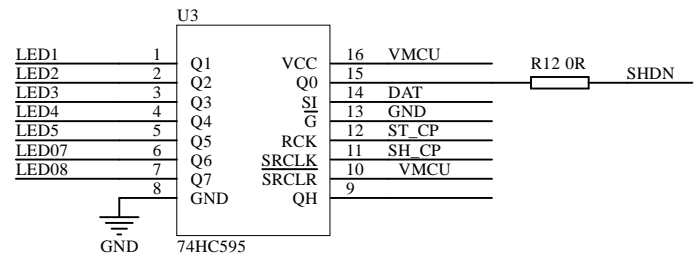 U3
LED1 1 Q1 VCC 16 VMCU
LED2 2 Q2 Q0 15 R12 0R SHDN
LED3 3 Q3 SI 14 DAT
LED4 4 Q4 G 13 GND
LED5 5 Q5 RCK 12 ST_CP
LED07 6 Q6 SRCLK 11 SH_CP
LED08 7 Q7 SRCLR 10 VMCU
8 GND QH 9
GND 74HC595